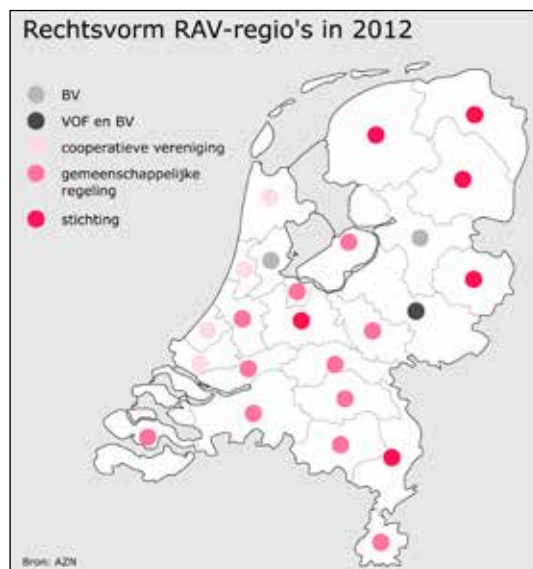 Rechtsvorm RAV-regio's in 2012
BV
VOF en BV
cooperatieve vereniging
gemeenschappelijke
regeling
stichting
Bron: AZN